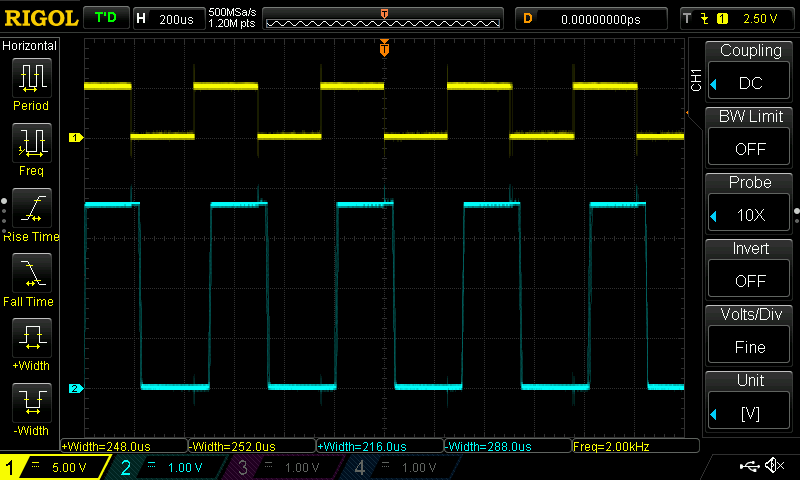 RIGOL T'D H 200us 500MSa/s 1.20M pts D 0.00000000ps T 1 2.50 V
T
Horizontal
Period
Freq
Rise Time
Fall Time
+Width
-Width
1
2
T
CH1
Coupling
DC
BW Limit
OFF
Probe
10X
Invert
OFF
Volts/Div
Fine
Unit
[V]
+Width=248.0us -Width=252.0us +Width=216.0us -Width=288.0us Freq=2.00kHz
1 5.00 V 2 1.00 V 3 1.00 V 4 1.00 V